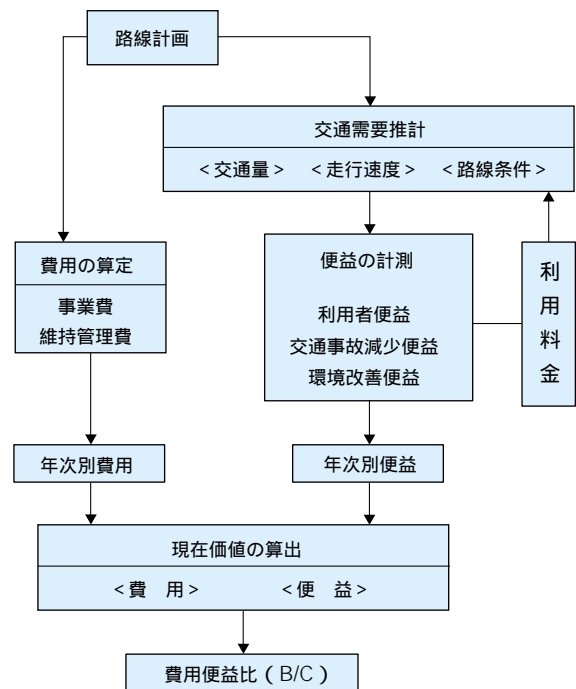 路線計画
交通需要推計
<交通量> <走行速度> <路線条件>
費用の算定
事業費
維持管理費
便益の計測
利用者便益
交通事故減少便益
環境改善便益
利用料金
年次別費用
年次別便益
現在価値の算出
<費　用> <便　益>
費用便益比(B/C)